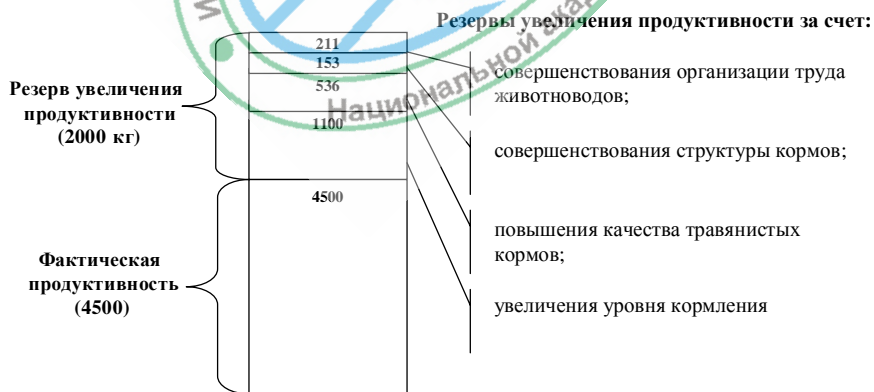 Резервы увеличения продуктивности за счет:
211
153
536
1100
4500
Резерв увеличения
продуктивности
(2000 кг)
Фактическая
продуктивность
(4500)
совершенствования организации труда
животноводов;
совершенствования структуры кормов;
повышения качества травянистых
кормов;
увеличения уровня кормления
Национальной